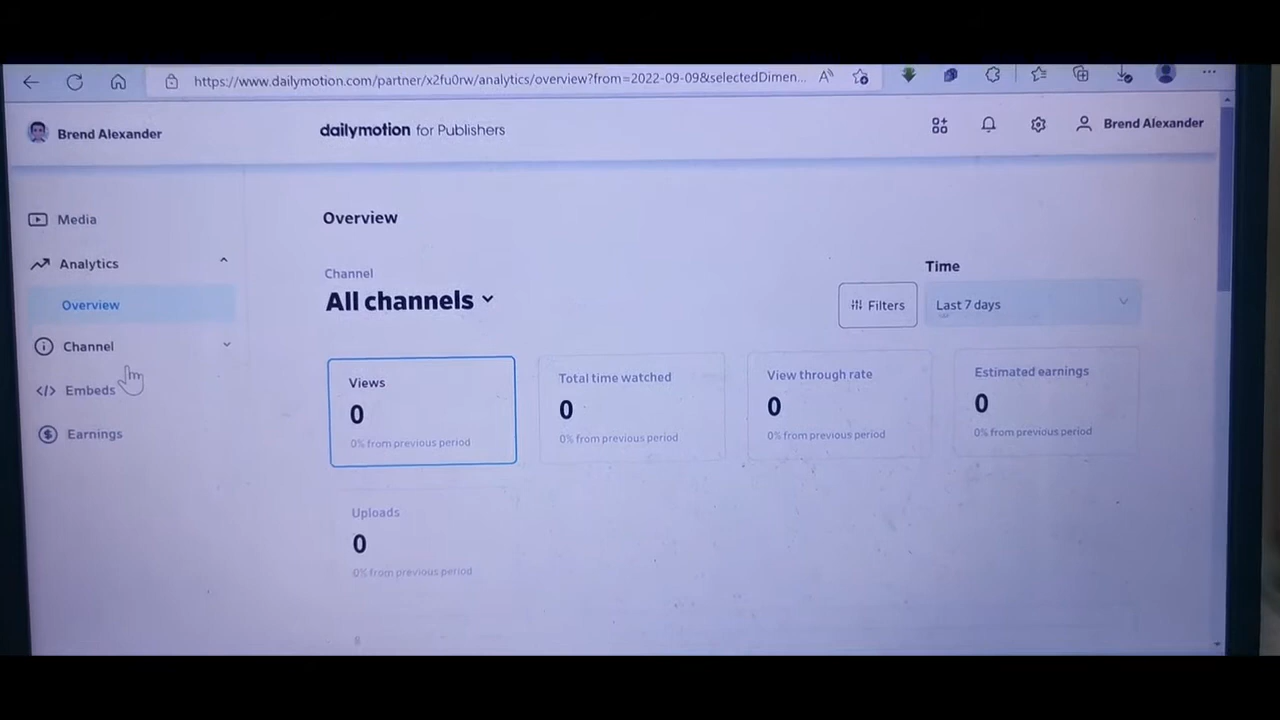 https://www.dailymotion.com/partner/x2fu0rw/analytics/overview?from=2022-09-09&selectedDimen...
Brend Alexander
dailymotion for Publishers
Brend Alexander
Media
Analytics
Overview
Channel
</> Embeds
Earnings
Overview
Channel
All channels
Time
Filters
Last 7 days
Views
0
0% from previous period
Total time watched
0
0% from previous period
View through rate
0
0% from previous period
Estimated earnings
0
0% from previous period
Uploads
0
0% from previous period